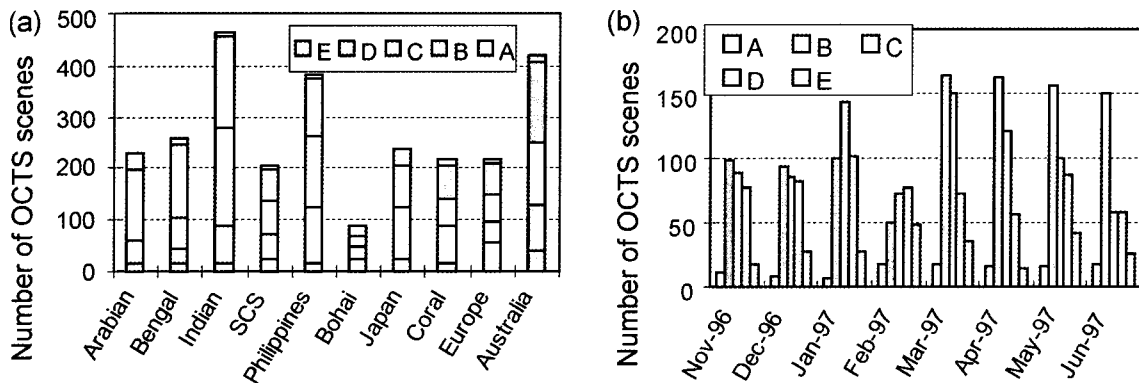 (a)
Number of OCTS scenes
500
400
300
200
100
0
E D C B A
Arabian
Bengal
Indian
SCS
Philippines
Bohai
Japan
Coral
Europe
Australia
(b)
Number of OCTS scenes
200
150
100
50
0
A B C
D E
Nov-96
Dec-96
Jan-97
Feb-97
Mar-97
Apr-97
May-97
Jun-97